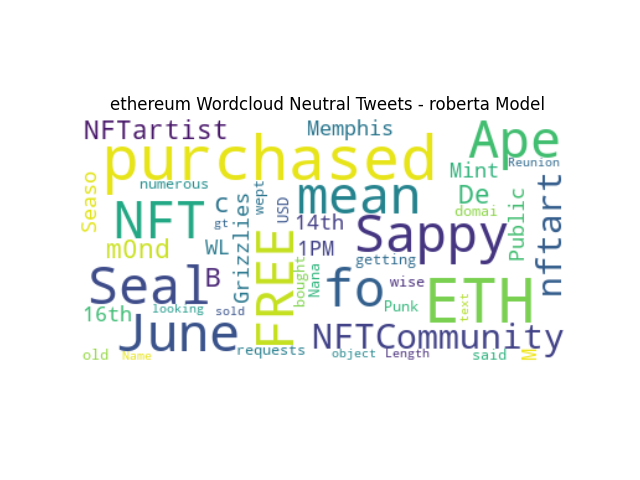 ethereum Wordcloud Neutral Tweets - roberta Model
NFTartist
Memphis
Ape
purchased
Reunion
Mint
Seaso
numerous
wept
mean
De
nftart
C
Grizzlies
USD
domai
Public
NFT
gt
14th
Sappy
m0nd
WL
FREE
1PM
getting
Seal
B
bought
Nana
fo
wise
ETH
text
Punk
16th
looking
sold
June
NFTCommunity
old
Name
requests
object
Length
said
M